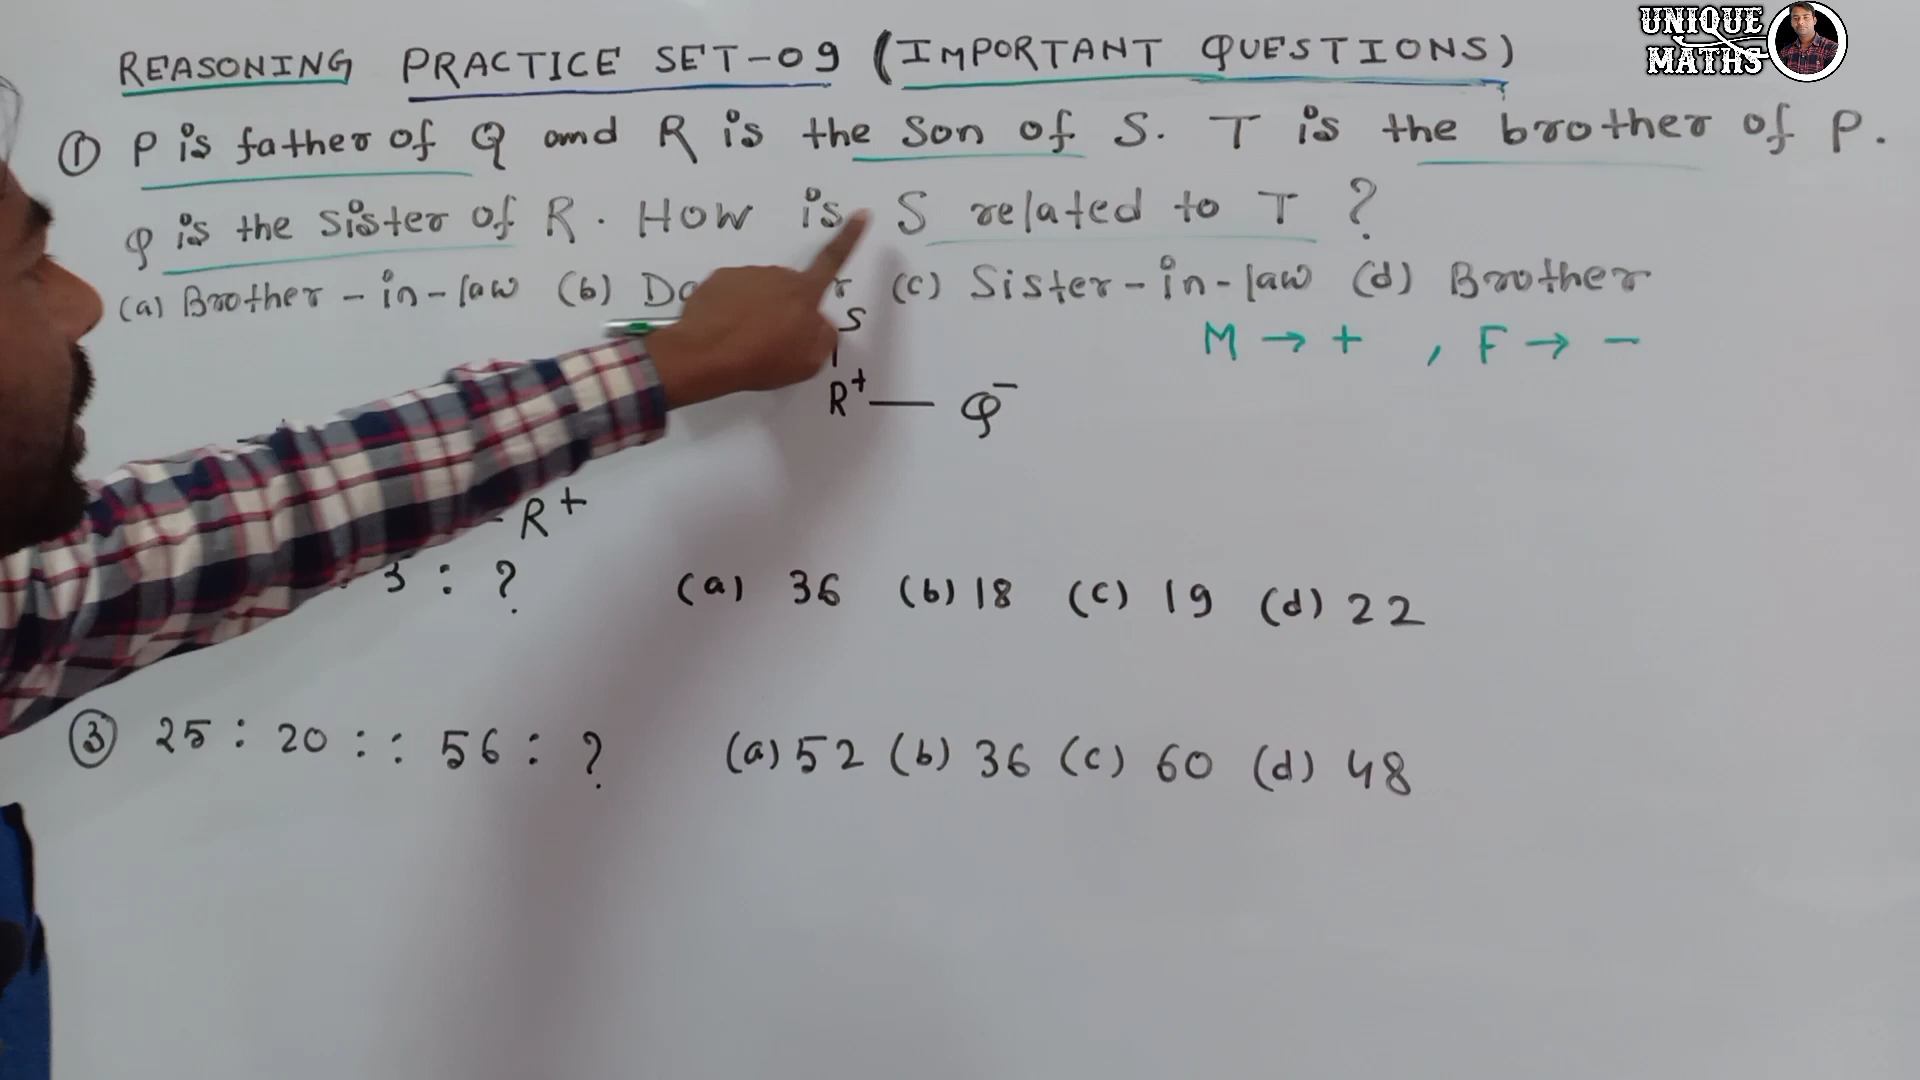 UNIQUE
MATHS
REASONING PRACTICE SET-09 (IMPORTANT QUESTIONS)
① P is father of Q and R is the Son of S. T is the brother of P.
Q is the sister of R. How is S related to T ?
(a) Brother-in-law (b) (c) Sister-in-law (d) Brother
S
M → + , F → -
R+ — Q-
R+
3 : ? (a) 36 (b) 18 (c) 19 (d) 22
③ 25 : 20 : : 56 : ? (a) 52 (b) 36 (c) 60 (d) 48